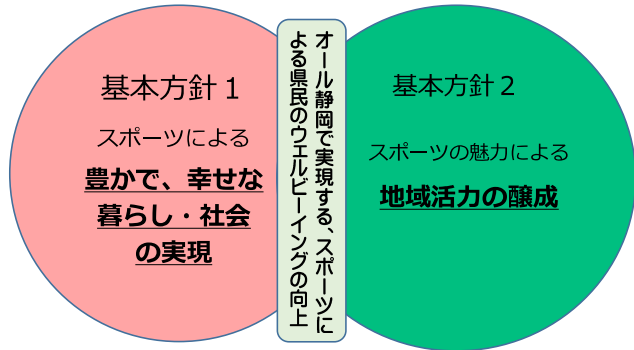 基本方針1
スポーツによる
豊かで、幸せな
暮らし・社会
の実現
オール静岡で実現する、スポーツに
よる県民のウェルビーイングの向上
基本方針2
スポーツの魅力による
地域活力の醸成